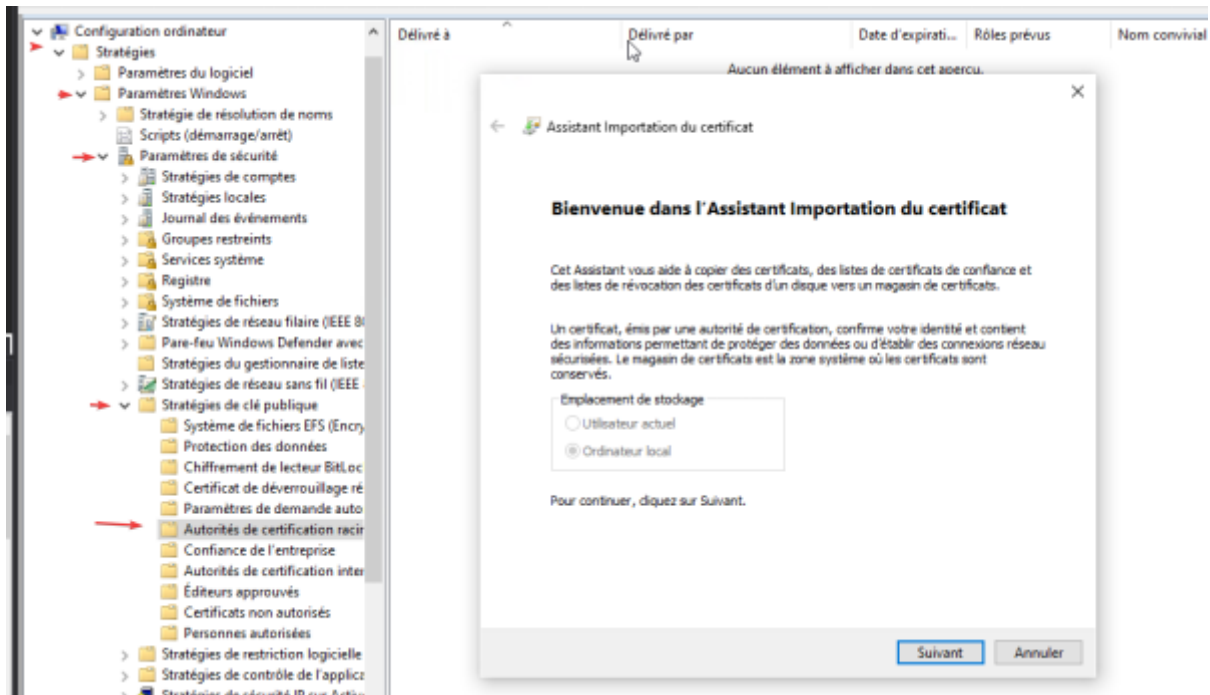 Configuration ordinateur
Stratégies
Paramètres du logiciel
Paramètres Windows
Stratégie de résolution de noms
Scripts (démarrage/arrêt)
Paramètres de sécurité
Stratégies de comptes
Stratégies locales
Journal des événements
Groupes restreints
Services système
Registre
Système de fichiers
Stratégies de réseau filaire (IEEE 80
Pare-feu Windows Defender avec
Stratégies du gestionnaire de liste
Stratégies de réseau sans fil (IEEE
Stratégies de clé publique
Système de fichiers EFS (Encry
Protection des données
Chiffrement de lecteur BitLoc
Certificat de déverrouillage ré
Paramètres de demande auto
Autorités de certification racin
Confiance de l'entreprise
Autorités de certification inter
Éditeurs approuvés
Certificats non autorisés
Personnes autorisées
Stratégies de restriction logicielle
Stratégies de contrôle de l'applica
Stratégies de sécurité IP sur Active
Délivré à Délivré par Date d'expirati... Rôles prévus Nom convivial
Aucun élément à afficher dans cet aperçu.
Assistant Importation du certificat
Bienvenue dans l'Assistant Importation du certificat
Cet Assistant vous aide à copier des certificats, des listes de certificats de confiance et
des listes de révocation des certificats d'un disque vers un magasin de certificats.
Un certificat, émis par une autorité de certification, confirme votre identité et contient
des informations permettant de protéger des données ou d'établir des connexions réseau
sécurisées. Le magasin de certificats est la zone système où les certificats sont
conservés.
Emplacement de stockage
Utilisateur actuel
Ordinateur local
Pour continuer, cliquez sur Suivant.
Suivant Annuler